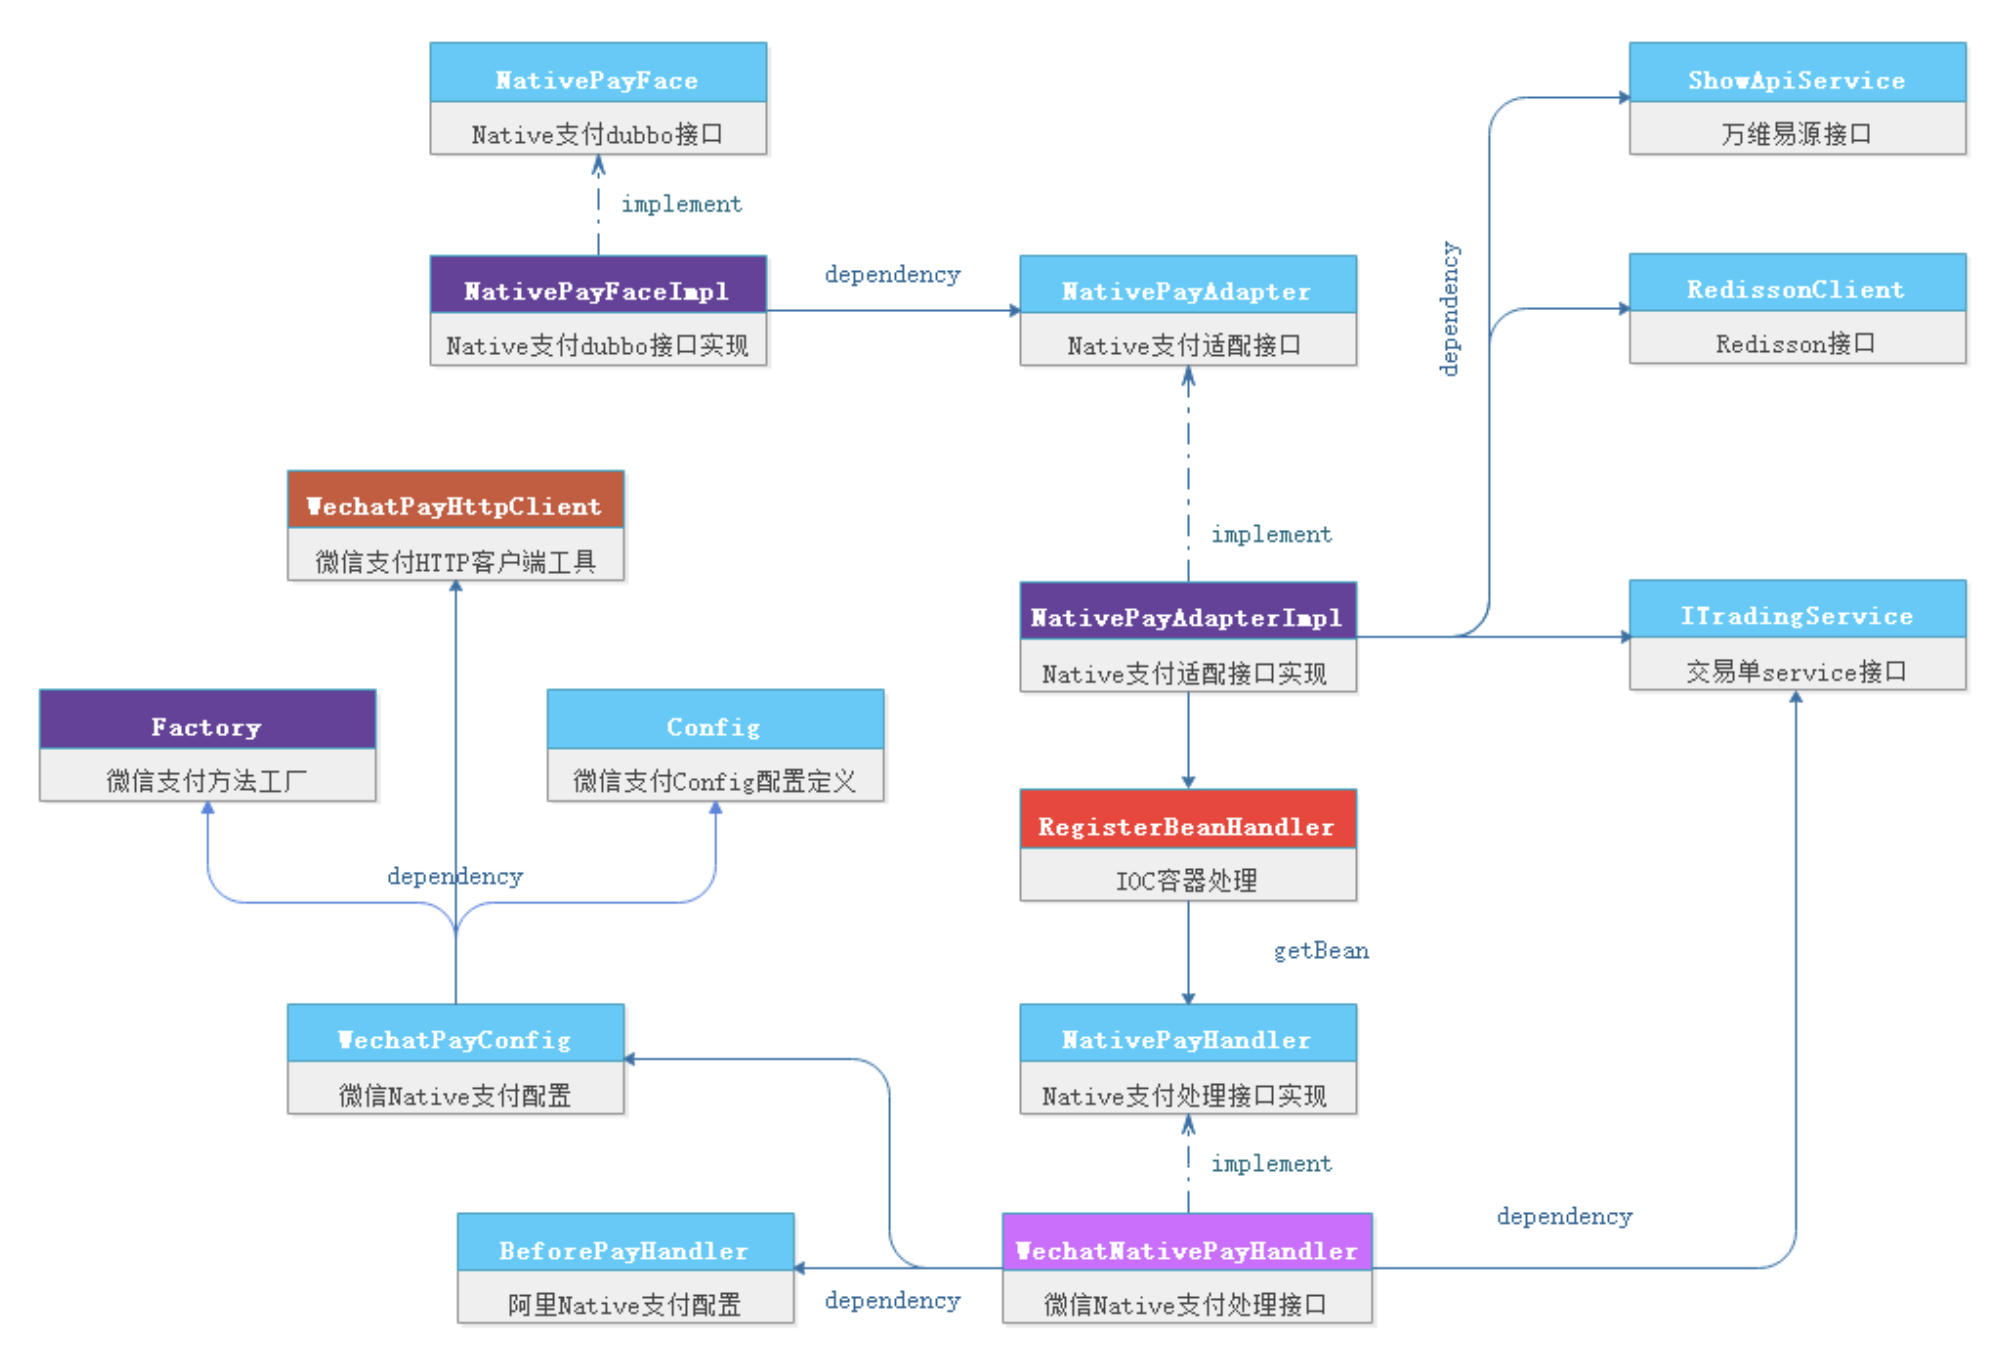 NativePayFace
Native支付dubbo接口
ShowApiService
万维易源接口
implement
dependency
NativePayFaceImpl
Native支付dubbo接口实现
dependency
NativePayAdapter
Native支付适配接口
RedissonClient
Redisson接口
WechatPayHttpClient
微信支付HTTP客户端工具
implement
NativePayAdapterImpl
Native支付适配接口实现
ITradingService
交易单service接口
Factory
微信支付方法工厂
Config
微信支付Config配置定义
RegisterBeanHandler
IOC容器处理
dependency
getBean
WechatPayConfig
微信Native支付配置
NativePayHandler
Native支付处理接口实现
implement
dependency
BeforePayHandler
阿里Native支付配置
dependency
WechatNativePayHandler
微信Native支付处理接口